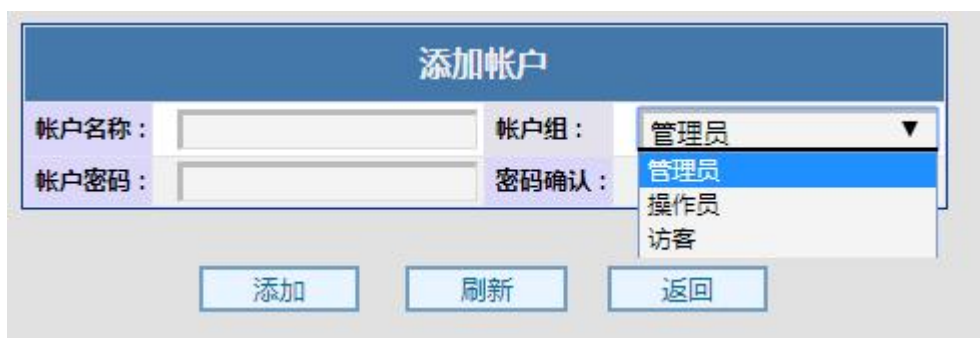 添加帐户
帐户名称：
帐户组：
管理员
帐户密码：
密码确认：
管理员
操作员
访客
添加
刷新
返回